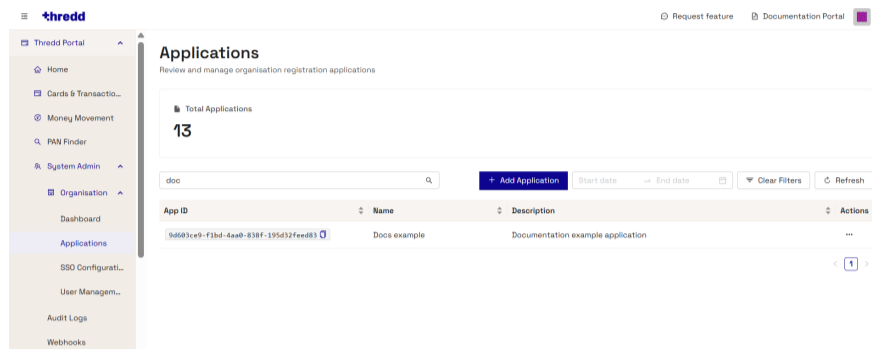 thredd
Request feature
Documentation Portal
Thredd Portal
Home
Cards & Transactio...
Money Movement
PAN Finder
System Admin
Organisation
Dashboard
Applications
SSO Configurati...
User Managem...
Audit Logs
Webhooks
Applications
Review and manage organisation registration applications
Total Applications
13
doc
+ Add Application
Start date
End date
Clear Filters
Refresh
App ID Name Description Actions
9d603ce9-f1bd-4aa0-838f-195d32feed83 Docs example Documentation example application ...
1